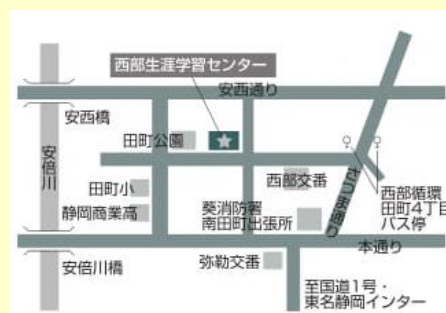 西部生涯学習センター
安西通り
安西橋
田町公園
安倍川
西部交番
さつま通り
田町小
静岡商業高
葵消防署
南田町出張所
西部循環
田町4丁目
バス停
本通り
安倍川橋
弥勒交番
至国道1号・
東名静岡インター